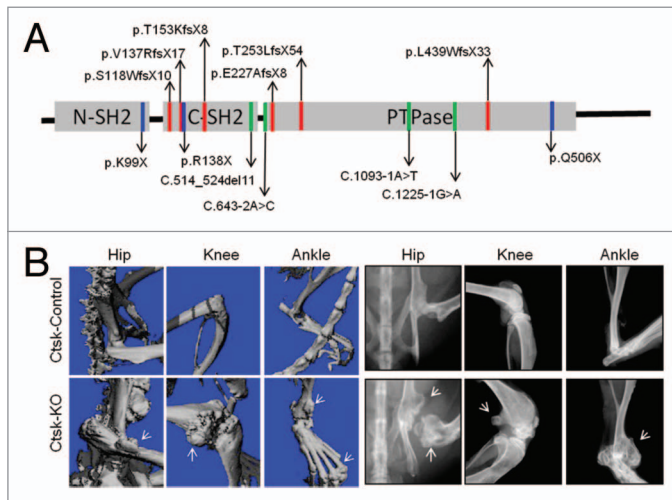 A
p.T153KfsX8
p.V137RfsX17
p.T253LfsX54
p.L439WfsX33
p.S118WfsX10
p.E227AfsX8
N-SH2
C-SH2
PTPase
p.K99X
p.R138X
p.Q506X
C.514_524del11
C.1093-1A>T
C.643-2A>C
C.1225-1G>A
B
Hip Knee Ankle Hip Knee Ankle
Ctsk-Control
Ctsk-KO